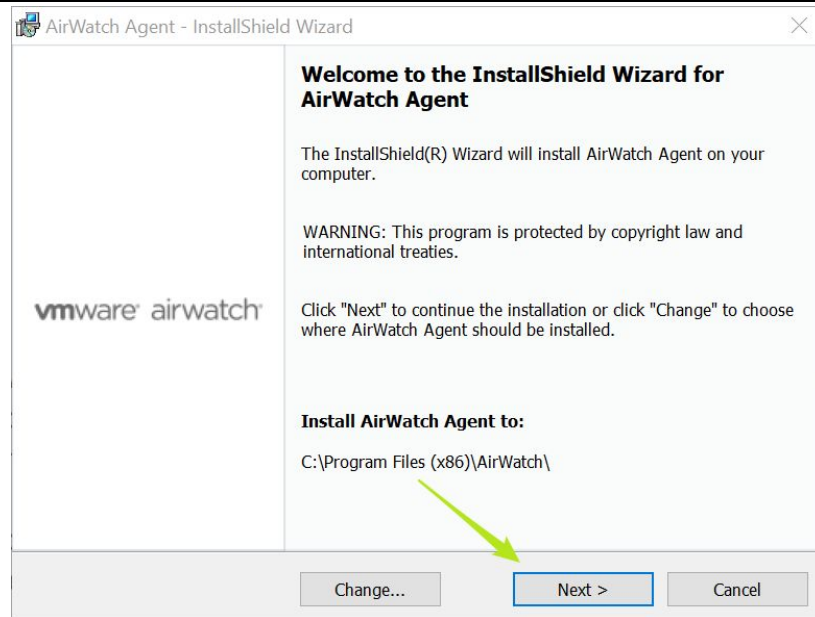 AirWatch Agent - InstallShield Wizard
Welcome to the InstallShield Wizard for
AirWatch Agent
The InstallShield(R) Wizard will install AirWatch Agent on your
computer.
WARNING: This program is protected by copyright law and
international treaties.
vmware airwatch
Click "Next" to continue the installation or click "Change" to choose
where AirWatch Agent should be installed.
Install AirWatch Agent to:
C:\Program Files (x86)\AirWatch\
Change... Next > Cancel